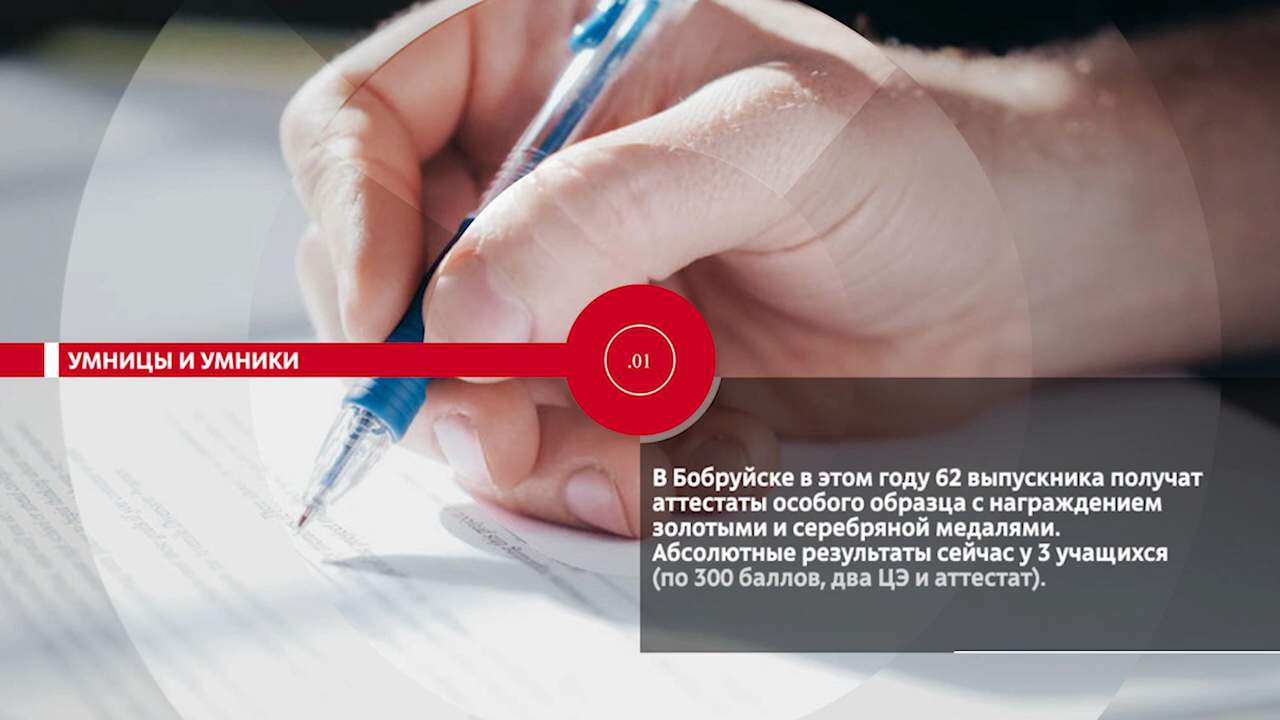 УМНИЦЫ И УМНИКИ
.01
В Бобруйске в этом году 62 выпускника получат
аттестаты особого образца с награждением
золотыми и серебряной медалями.
Абсолютные результаты сейчас у 3 учащихся
(по 300 баллов, два ЦЭ и аттестат).